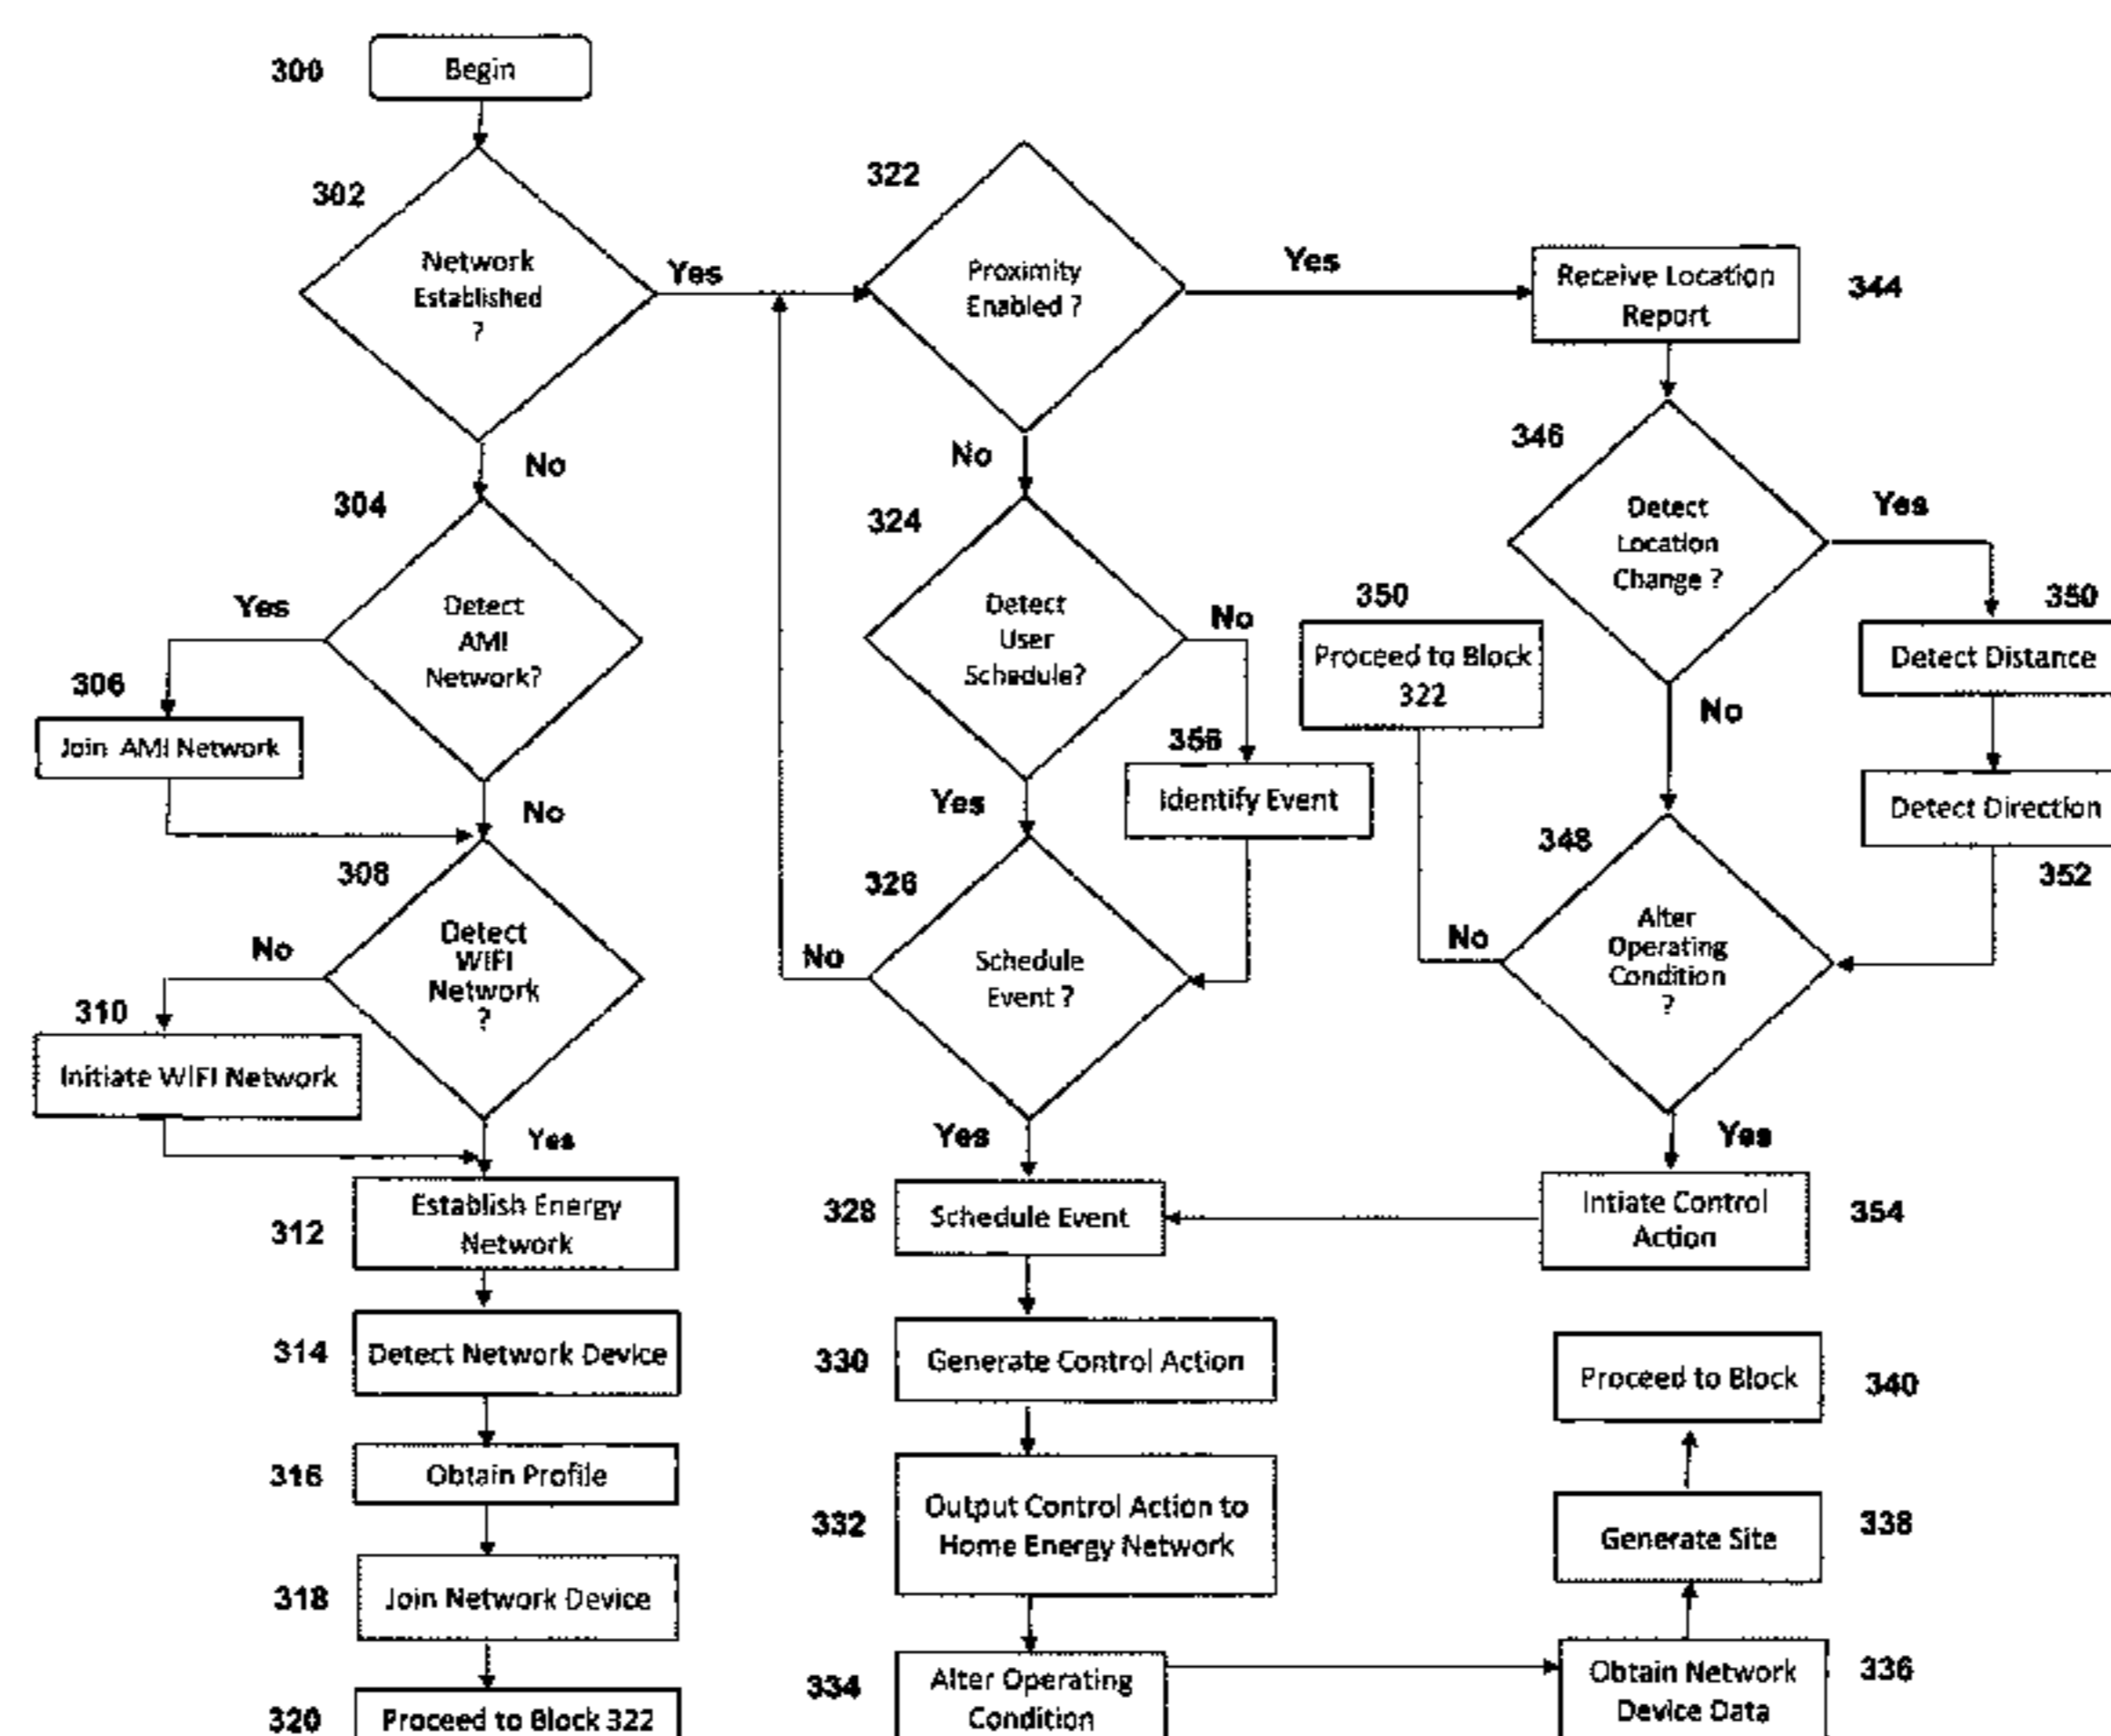 300
Begin
302
Network
Established
?
Yes
No
304
Detect
AMI
Network?
Yes
No
306
Join AMI Network
308
Detect
WIFI
Network
?
No
Yes
310
Initiate WIFI Network
312
Establish Energy
Network
314
Detect Network Device
316
Obtain Profile
318
Join Network Device
320
Proceed to Block 322
322
Proximity
Enabled ?
Yes
No
324
Detect
User
Schedule?
No
Yes
356
Identify Event
326
Schedule
Event ?
No
Yes
328
Schedule Event
330
Generate Control Action
332
Output Control Action to
Home Energy Network
334
Alter Operating
Condition
Receive Location
Report
344
346
Detect
Location
Change ?
Yes
No
350
Proceed to Block
322
350
Detect Distance
Detect Direction
352
348
Alter
Operating
Condition
?
No
Yes
Intiate Control
Action
354
Proceed to Block
340
Generate Site
338
Obtain Network
Device Data
336